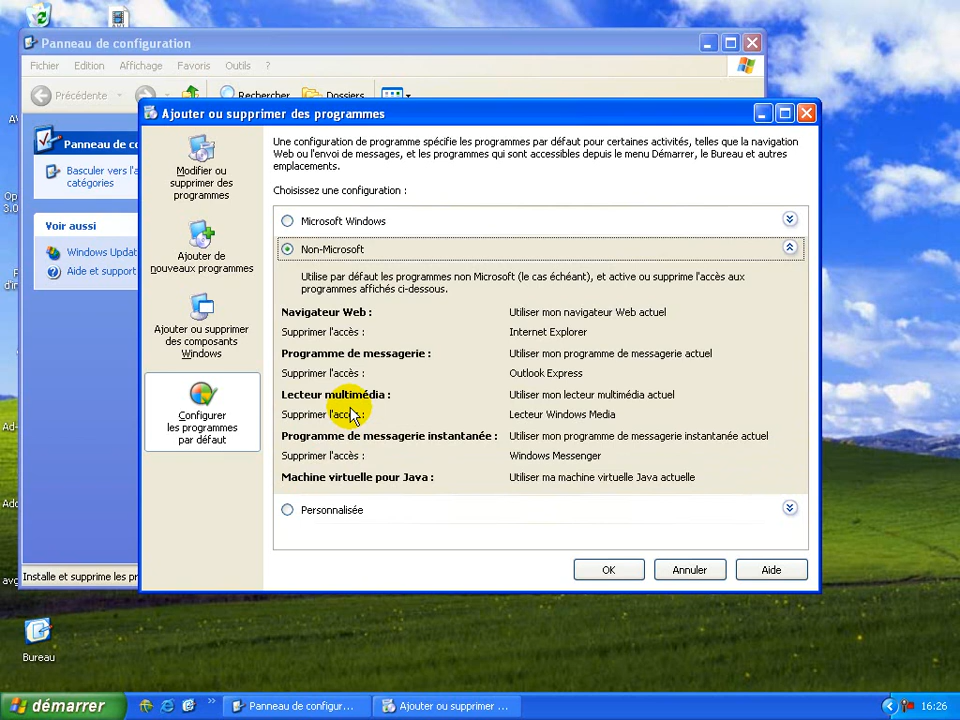 Panneau de configuration
Fichier Edition Affichage Favoris Outils ?
Précédente Rechercher Dossiers
Ajouter ou supprimer des programmes
Panneau de co
Basculer vers l'a
catégories
Voir aussi
Windows Updat
Aide et support
Modifier ou
supprimer des
programmes
Ajouter de
nouveaux programmes
Ajouter ou supprimer
des composants
Windows
Configurer
les programmes
par défaut
Une configuration de programme spécifie les programmes par défaut pour certaines activités, telles que la navigation
Web ou l'envoi de messages, et les programmes qui sont accessibles depuis le menu Démarrer, le Bureau et autres
emplacements.
Choisissez une configuration :
Microsoft Windows
Non-Microsoft
Utilise par défaut les programmes non Microsoft (le cas échéant), et active ou supprime l'accès aux
programmes affichés ci-dessous.
Navigateur Web : Utiliser mon navigateur Web actuel
Supprimer l'accès : Internet Explorer
Programme de messagerie : Utiliser mon programme de messagerie actuel
Supprimer l'accès : Outlook Express
Lecteur multimédia : Utiliser mon lecteur multimédia actuel
Supprimer l'accès : Lecteur Windows Media
Programme de messagerie instantanée : Utiliser mon programme de messagerie instantanée actuel
Supprimer l'accès : Windows Messenger
Machine virtuelle pour Java : Utiliser ma machine virtuelle Java actuelle
Personnalisée
OK Annuler Aide
Installe et supprime les pr
Bureau
démarrer Panneau de configur... Ajouter ou supprimer ... 16:26